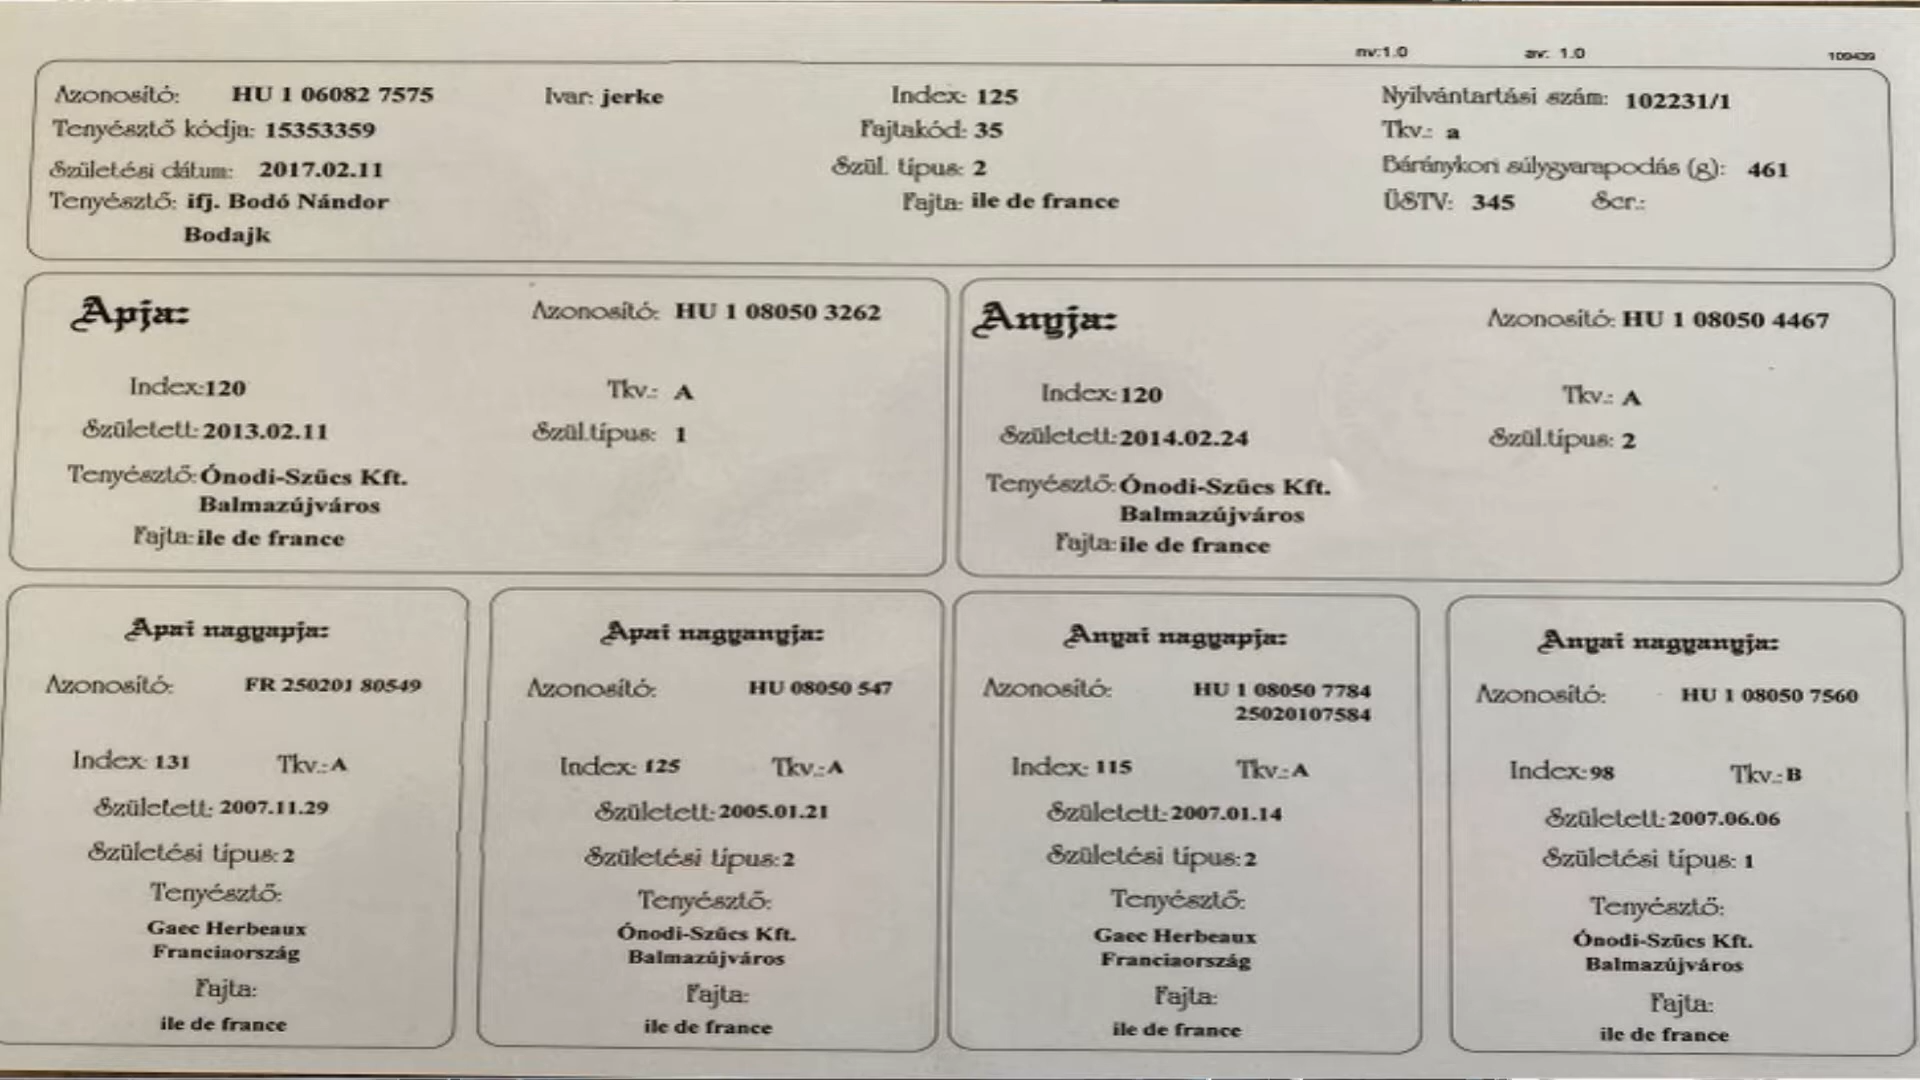 nv:1.0 av: 1.0 109439
Azonosító: HU 1 06082 7575 Ivar: jerke Index: 125 Nyilvántartási szám: 102231/1
Tenyésztő kódja: 15353359 Fajtakód: 35 Tkv.: a
Születési dátum: 2017.02.11 Szül. típus: 2 Báránykori súlygyarapodás (g): 461
Tenyésztő: ifj. Bodó Nándor Fajta: ile de france ÜSTV: 345 Scr.:
Bodajk
Apja: Azonosító: HU 1 08050 3262
Index: 120 Tkv.: A
Született: 2013.02.11 Szül.típus: 1
Tenyésztő: Ónodi-Szűcs Kft.
Balmazújváros
Fajta: ile de france
Anyja: Azonosító: HU 1 08050 4467
Index: 120 Tkv.: A
Született: 2014.02.24 Szül.típus: 2
Tenyésztő: Ónodi-Szűcs Kft.
Balmazújváros
Fajta: ile de france
Apai nagyapja:
Azonosító: FR 250201 80549
Index: 131 Tkv.: A
Született: 2007.11.29
Születési típus: 2
Tenyésztő:
Gaec Herbeaux
Franciaország
Fajta:
ile de france
Apai nagyanyja:
Azonosító: HU 08050 547
Index: 125 Tkv.: A
Született: 2005.01.21
Születési típus: 2
Tenyésztő:
Ónodi-Szűcs Kft.
Balmazújváros
Fajta:
ile de france
Anyai nagyapja:
Azonosító: HU 1 08050 7784
25020107584
Index: 115 Tkv.: A
Született: 2007.01.14
Születési típus: 2
Tenyésztő:
Gaec Herbeaux
Franciaország
Fajta:
ile de france
Anyai nagyanyja:
Azonosító: HU 1 08050 7560
Index: 98 Tkv.: B
Született: 2007.06.06
Születési típus: 1
Tenyésztő:
Ónodi-Szűcs Kft.
Balmazújváros
Fajta:
ile de france